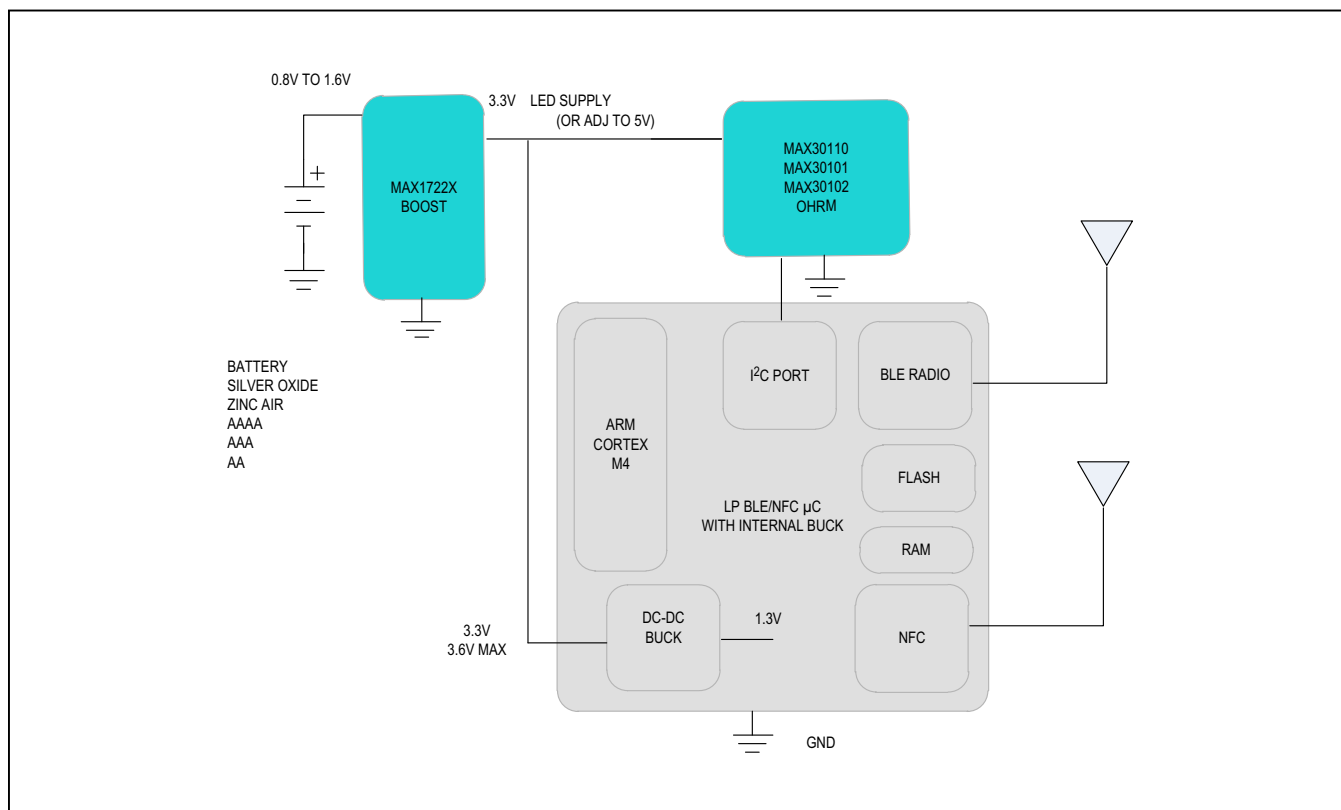 0.8V TO 1.6V
3.3V LED SUPPLY
(OR ADJ TO 5V)
+
MAX1722X
BOOST
MAX30110
MAX30101
MAX30102
OHRM
BATTERY
SILVER OXIDE
ZINC AIR
AAAA
AAA
AA
ARM
CORTEX
M4
I²C PORT
BLE RADIO
FLASH
LP BLE/NFC µC
WITH INTERNAL BUCK
RAM
3.3V
3.6V MAX
DC-DC
BUCK
1.3V
NFC
GND